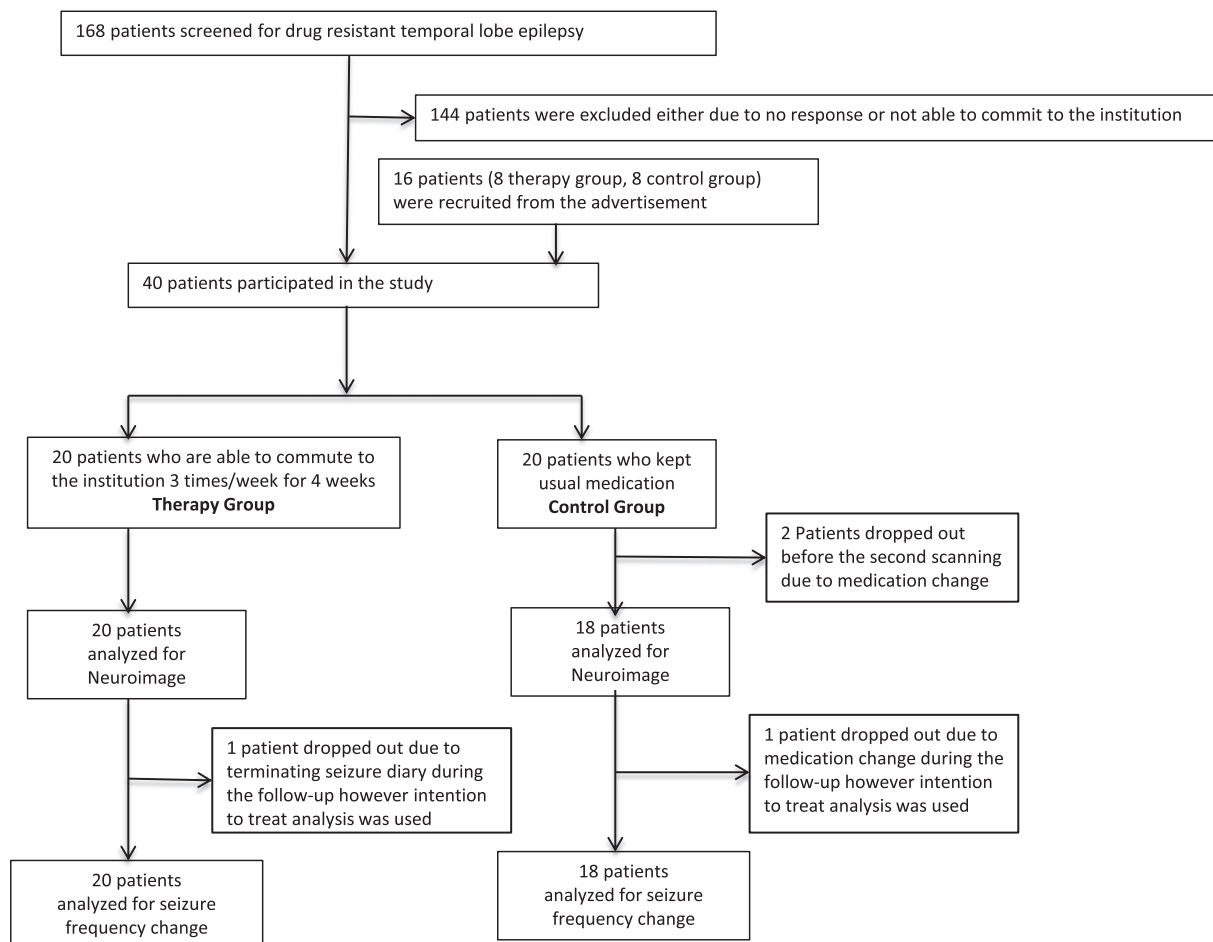 168 patients screened for drug resistant temporal lobe epilepsy
144 patients were excluded either due to no response or not able to commit to the institution
16 patients (8 therapy group, 8 control group)
were recruited from the advertisement
40 patients participated in the study
20 patients who are able to commute to
the institution 3 times/week for 4 weeks
Therapy Group
20 patients who kept
usual medication
Control Group
2 Patients dropped out
before the second scanning
due to medication change
20 patients
analyzed for
Neuroimage
18 patients
analyzed for
Neuroimage
1 patient dropped out due to
terminating seizure diary during
the follow-up however intention
to treat analysis was used
1 patient dropped out due to
medication change during the
follow-up however intention
to treat analysis was used
20 patients
analyzed for seizure
frequency change
18 patients
analyzed for seizure
frequency change